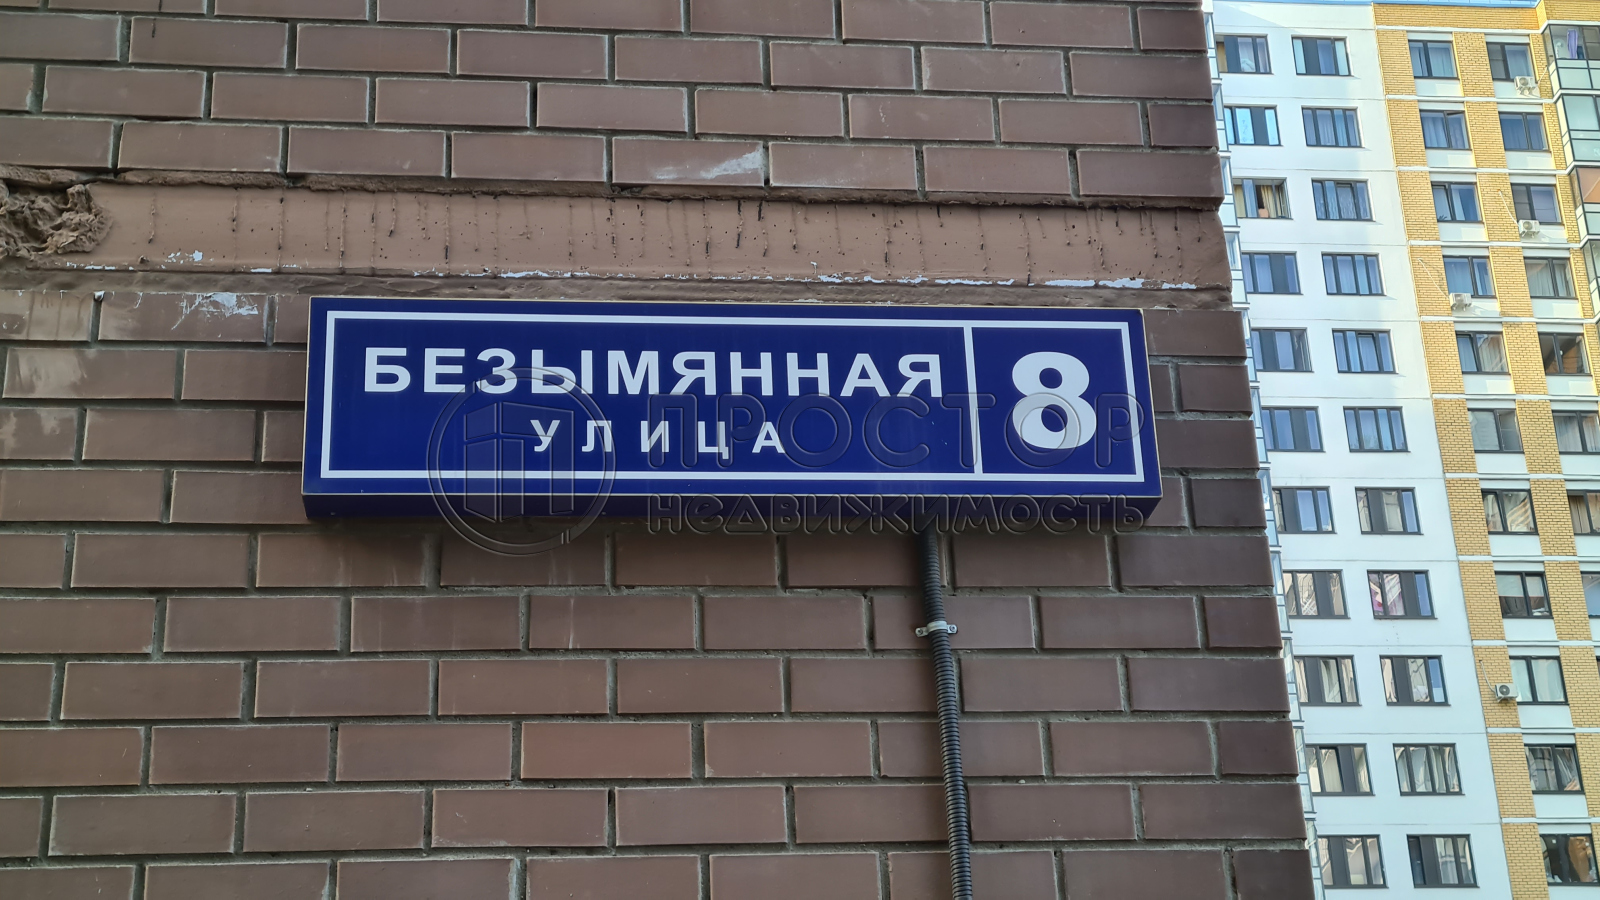 БЕЗЫМЯННАЯ
УЛИЦА
8
ПРОСТОР
недвижимость